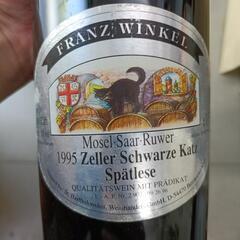 FRANZ WINKEL
Mosel-Saar-Ruwer
1995 Zeller Schwarze Katz
Spätlese
QUALITÄTSWEIN MIT PRÄDIKAT